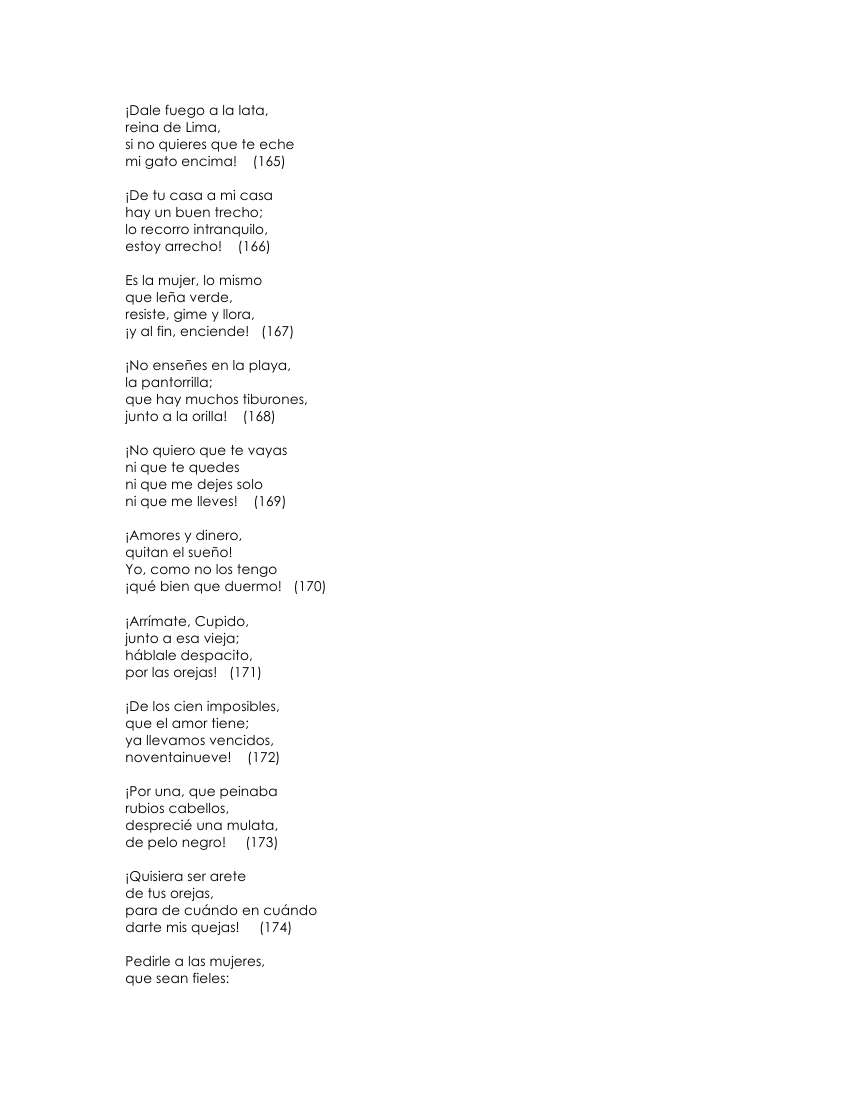 ¡Dale fuego a la lata,
reina de Lima,
si no quieres que te eche
mi gato encima! (165)
¡De tu casa a mi casa
hay un buen trecho;
lo recorro intranquilo,
estoy arrecho! (166)
Es la mujer, lo mismo
que leña verde,
resiste, gime y llora,
¡y al fin, enciende! (167)
¡No enseñes en la playa,
la pantorrilla;
que hay muchos tiburones,
junto a la orilla! (168)
¡No quiero que te vayas
ni que te quedes
ni que me dejes solo
ni que me lleves! (169)
¡Amores y dinero,
quitan el sueño!
Yo, como no los tengo
¡qué bien que duermo! (170)
¡Arrímate, Cupido,
junto a esa vieja;
háblale despacito,
por las orejas! (171)
¡De los cien imposibles,
que el amor tiene;
ya llevamos vencidos,
noventainueve! (172)
¡Por una, que peinaba
rubios cabellos,
desprecié una mulata,
de pelo negro! (173)
¡Quisiera ser arete
de tus orejas,
para de cuándo en cuándo
darte mis quejas! (174)
Pedirle a las mujeres,
que sean fieles: